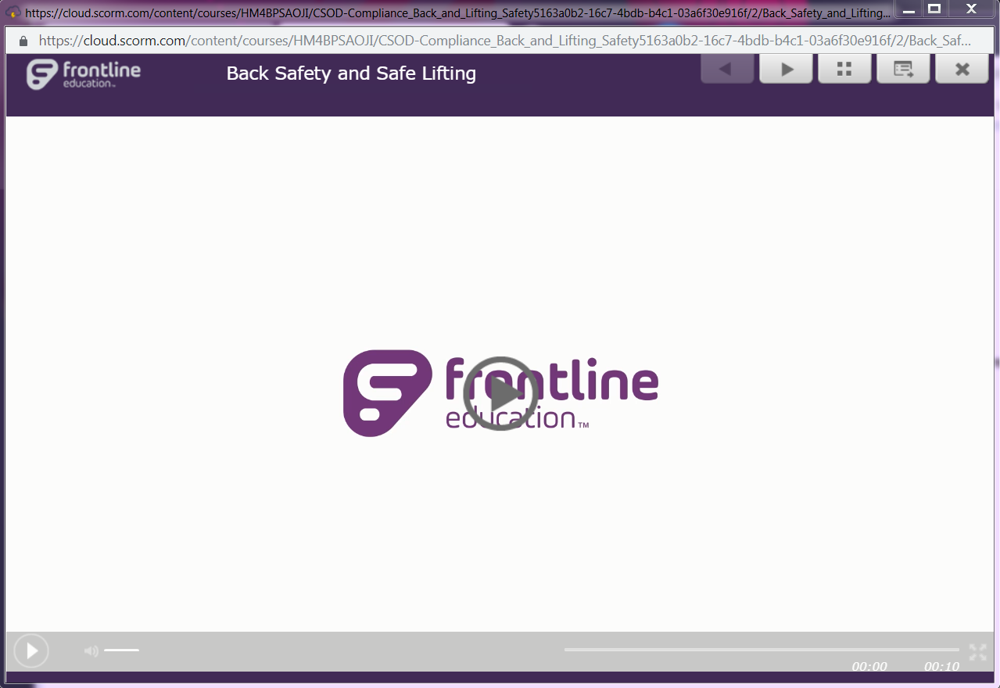 https://cloud.scorm.com/content/courses/HM4BPSAOJI/CSOD-Compliance_Back_and_Lifting_Safety5163a0b2-16c7-4bdb-b4c1-03a6f30e916f/2/Back_Safety_and_Lifting...
https://cloud.scorm.com/content/courses/HM4BPSAOJI/CSOD-Compliance_Back_and_Lifting_Safety5163a0b2-16c7-4bdb-b4c1-03a6f30e916f/2/Back_Saf...
frontline
education™
Back Safety and Safe Lifting
frontline
education™
00:00 00:10